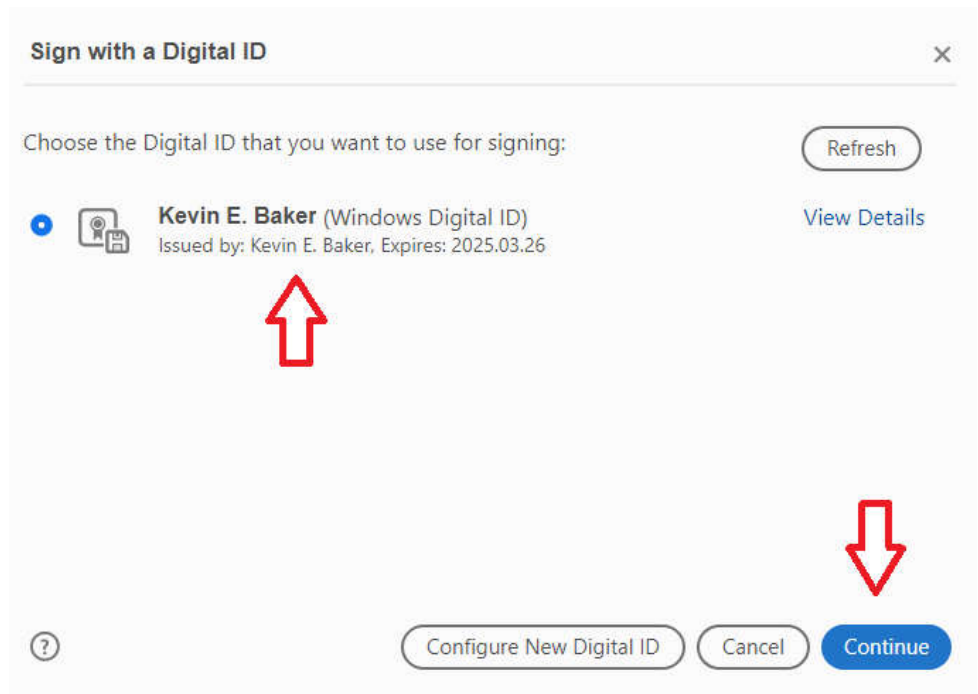 Sign with a Digital ID
Choose the Digital ID that you want to use for signing:
Refresh
Kevin E. Baker (Windows Digital ID)
View Details
Issued by: Kevin E. Baker, Expires: 2025.03.26
?
Configure New Digital ID
Cancel
Continue